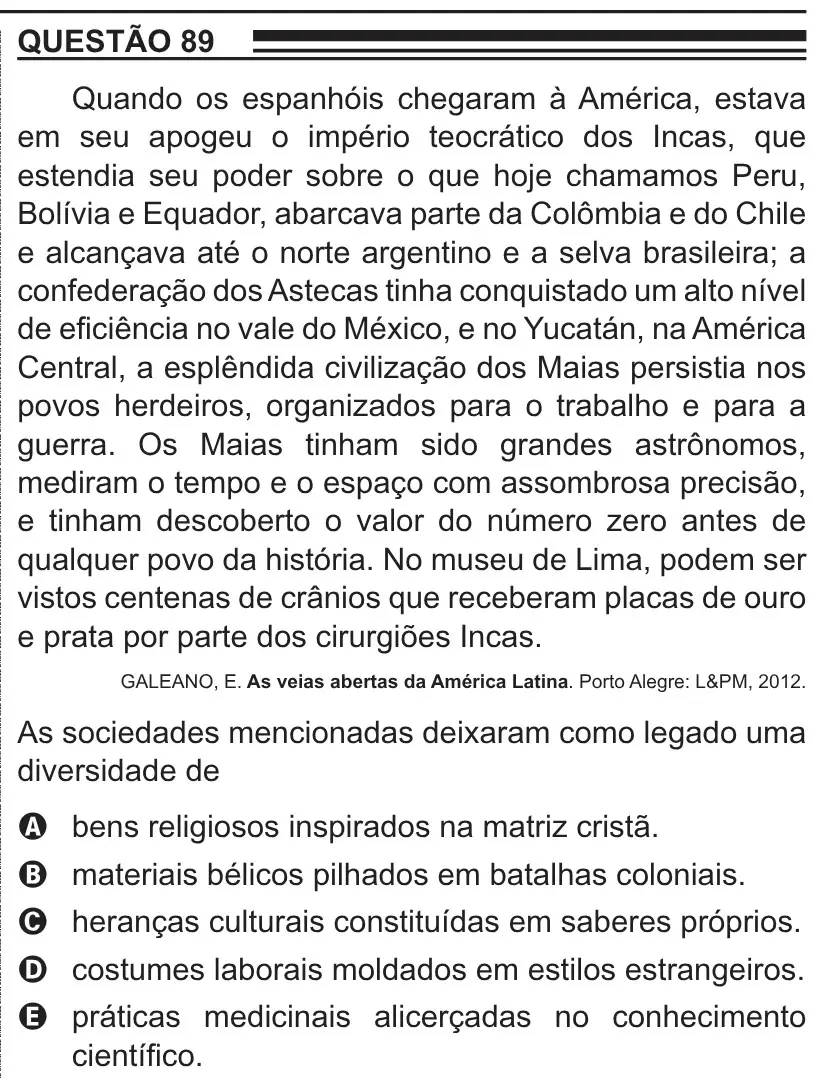 QUESTÃO 89
Quando os espanhóis chegaram à América, estava
em seu apogeu o império teocrático dos Incas, que
estendia seu poder sobre o que hoje chamamos Peru,
Bolívia e Equador, abarcava parte da Colômbia e do Chile
e alcançava até o norte argentino e a selva brasileira; a
confederação dos Astecas tinha conquistado um alto nível
de eficiência no vale do México, e no Yucatán, na América
Central, a esplêndida civilização dos Maias persistia nos
povos herdeiros, organizados para o trabalho e para a
guerra. Os Maias tinham sido grandes astrônomos,
mediram o tempo e o espaço com assombrosa precisão,
e tinham descoberto o valor do número zero antes de
qualquer povo da história. No museu de Lima, podem ser
vistos centenas de crânios que receberam placas de ouro
e prata por parte dos cirurgiões Incas.
GALEANO, E. As veias abertas da América Latina. Porto Alegre: L&PM, 2012.
As sociedades mencionadas deixaram como legado uma
diversidade de
A bens religiosos inspirados na matriz cristã.
B materiais bélicos pilhados em batalhas coloniais.
C heranças culturais constituídas em saberes próprios.
D costumes laborais moldados em estilos estrangeiros.
E práticas medicinais alicerçadas no conhecimento
científico.